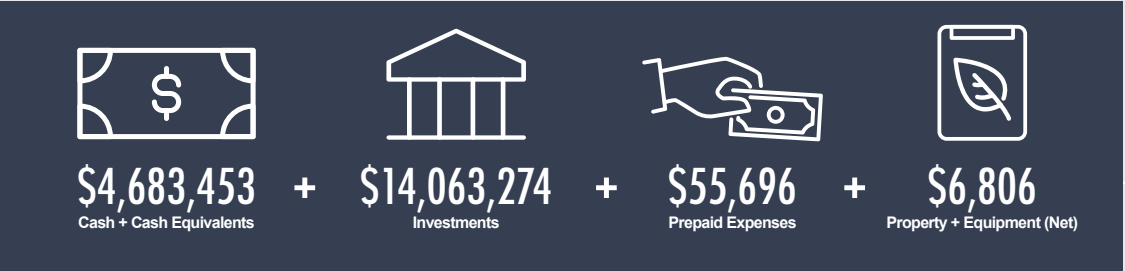 $
$4,683,453 + $14,063,274 + $55,696 + $6,806
Cash + Cash Equivalents Investments Prepaid Expenses Property + Equipment (Net)